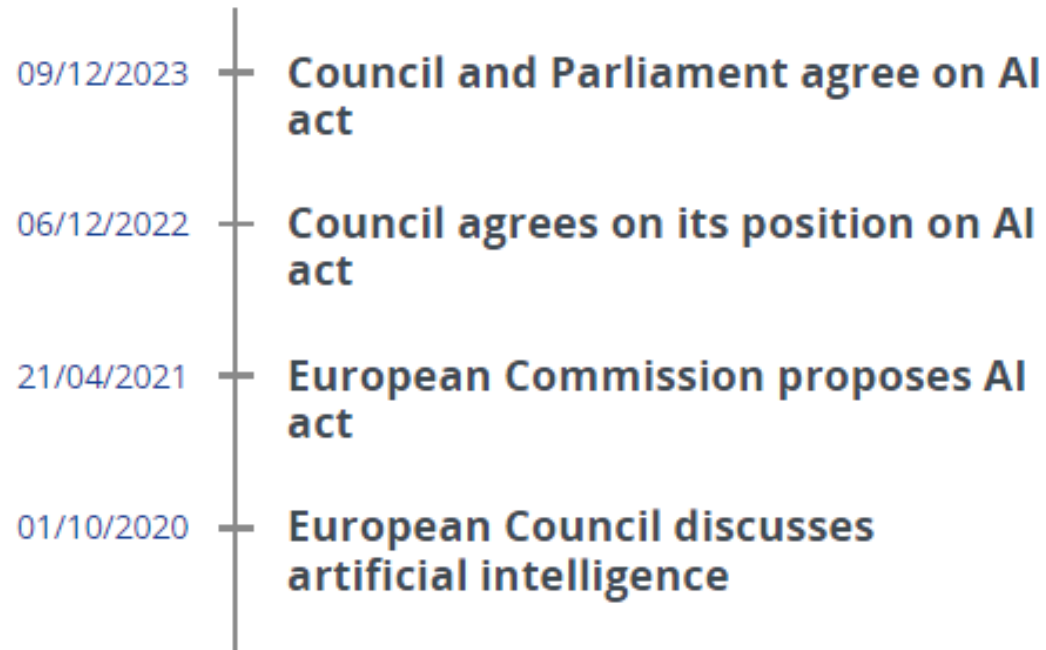 09/12/2023
Council and Parliament agree on AI
act
06/12/2022
Council agrees on its position on AI
act
21/04/2021
European Commission proposes AI
act
01/10/2020
European Council discusses
artificial intelligence